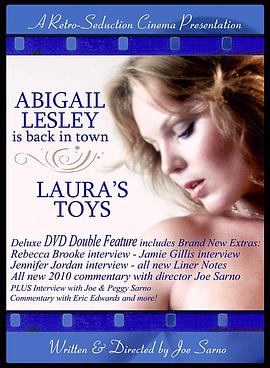 A Retro-Seduction Cinema Presentation
ABIGAIL
LESLEY
is back in town
LAURA'S
TOYS
Deluxe DVD Double Feature includes Brand New Extras:
Rebecca Brooke interview - Jamie Gillis interview
Jennifer Jordan interview - all new Liner Notes
All new 2010 commentary with director Joe Sarno
PLUS Interview with Joe & Peggy Sarno
Commentary with Eric Edwards and more!
Written & Directed by Joe Sarno